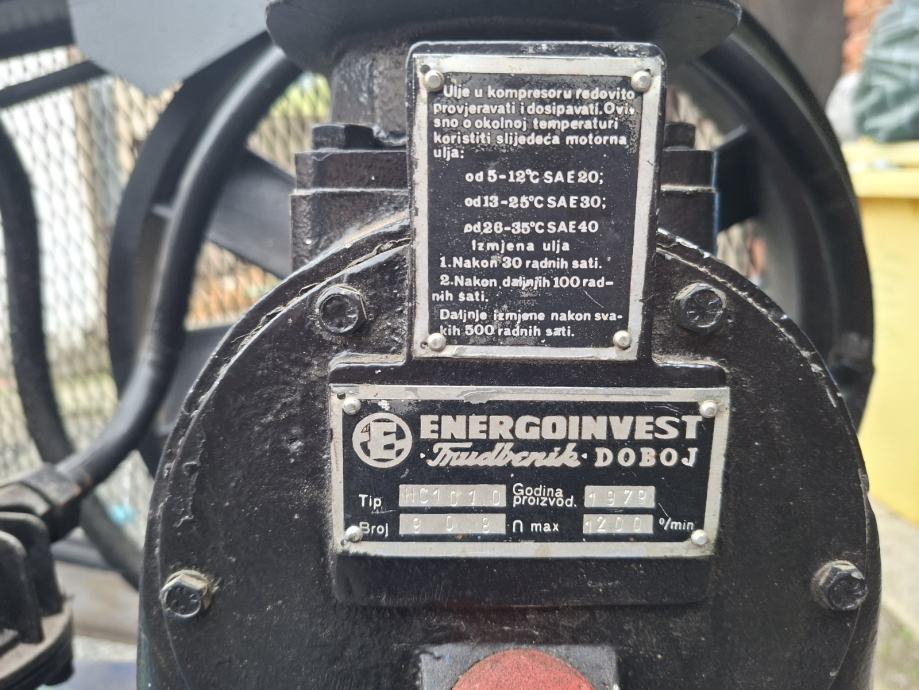 Ulje u kompresoru redovito
provjeravati i dosipavati. Ovi-
sno o okolnoj temperaturi
koristiti slijedeća motorna
ulja:
od 5-12°C SAE 20;
od 13-25°C SAE 30;
od 26-35°C SAE 40
Izmjena ulja
1. Nakon 30 radnih sati.
2. Nakon daljnjih 100 rad-
nih sati.
Daljnje izmjene nakon sva-
kih 500 radnih sati.
E ENERGOINVEST
·Trudbenik· DOBOJ
Tip Godina proizvod. 1979
Broj 908 n max 1200 °/min